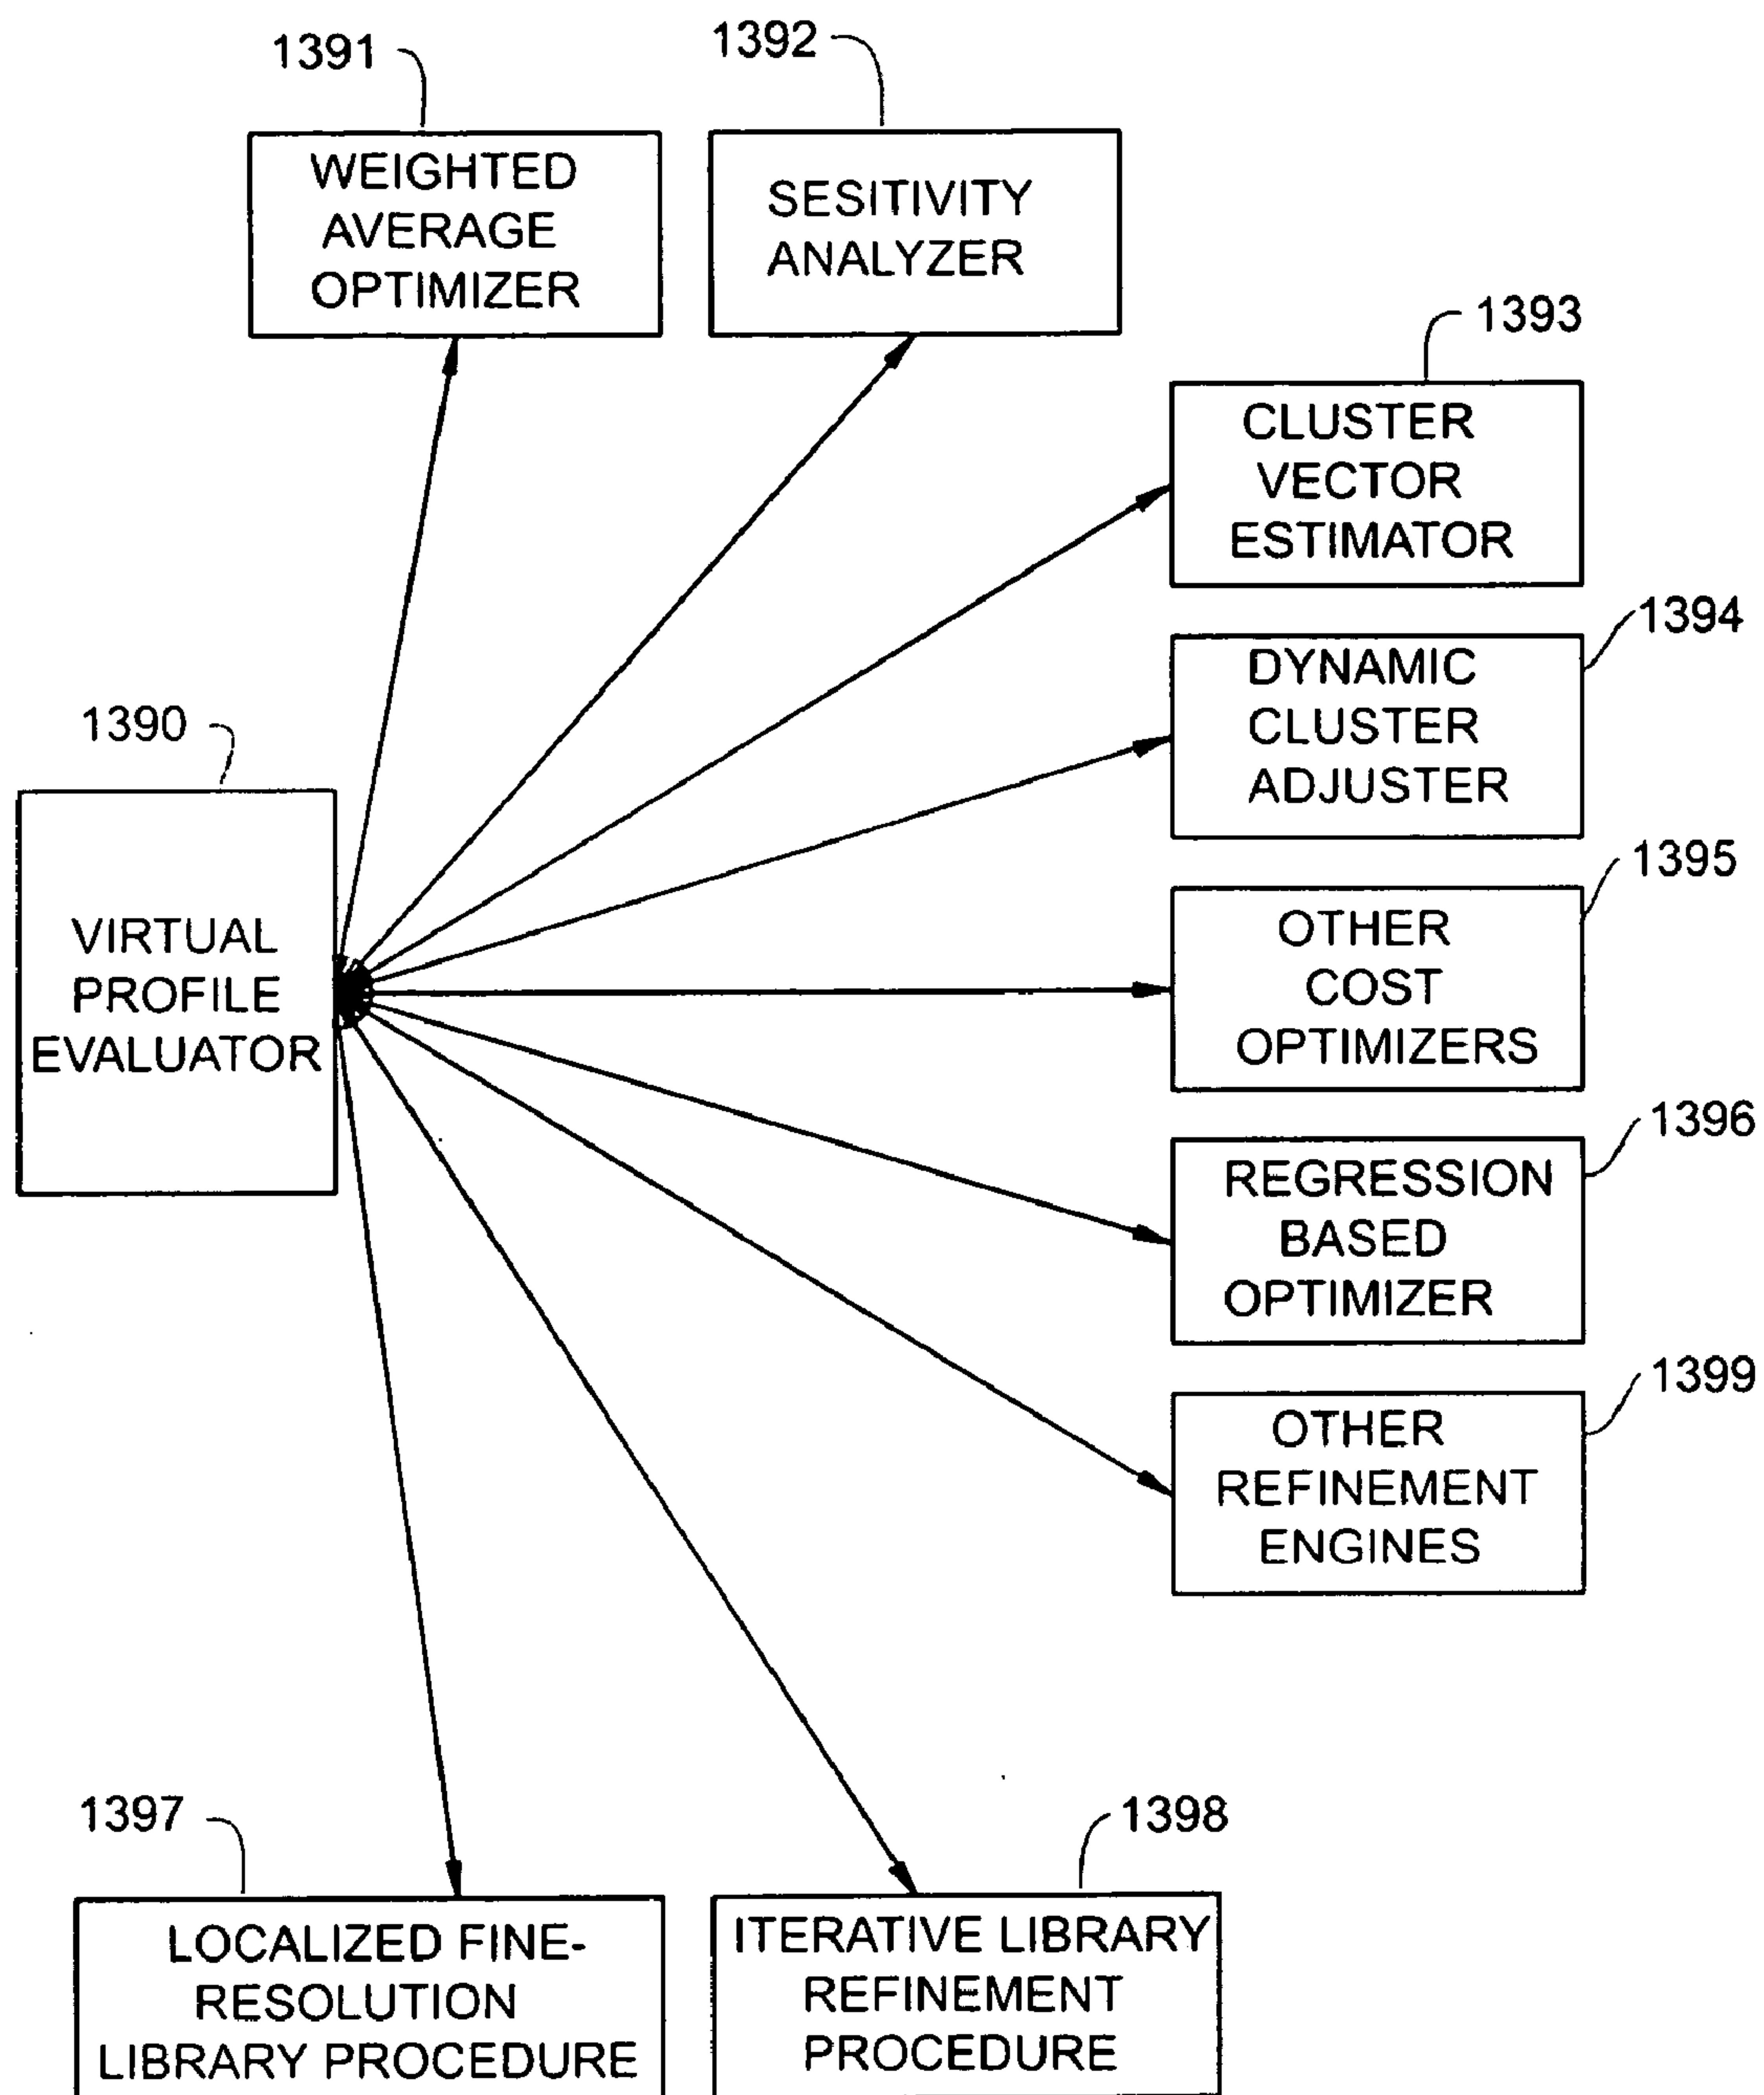 1391
1392
WEIGHTED
AVERAGE
OPTIMIZER
SESITIVITY
ANALYZER
1393
CLUSTER
VECTOR
ESTIMATOR
1394
DYNAMIC
CLUSTER
ADJUSTER
1390
VIRTUAL
PROFILE
EVALUATOR
1395
OTHER
COST
OPTIMIZERS
1396
REGRESSION
BASED
OPTIMIZER
1399
OTHER
REFINEMENT
ENGINES
1397
LOCALIZED FINE-
RESOLUTION
LIBRARY PROCEDURE
1398
ITERATIVE LIBRARY
REFINEMENT
PROCEDURE